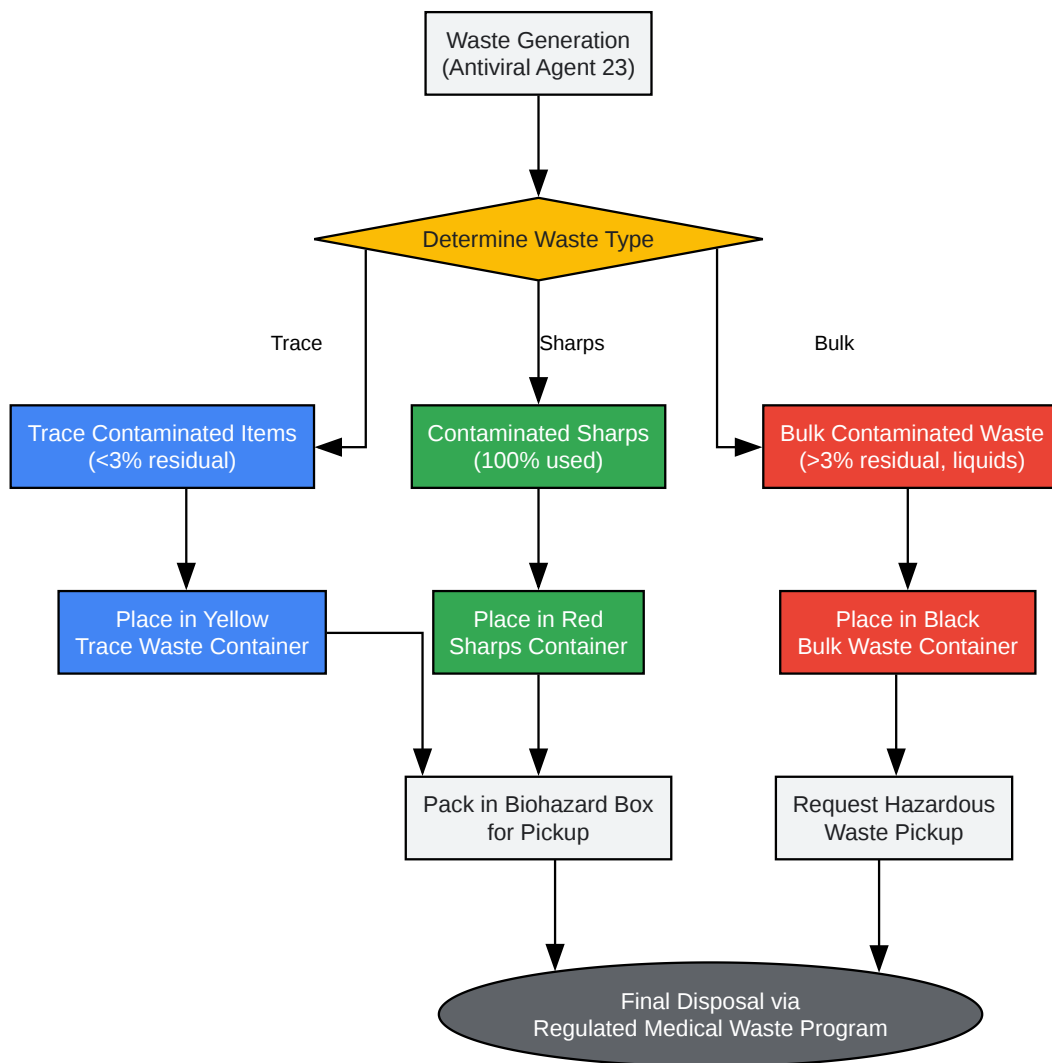 Waste Generation
(Antiviral Agent 23)
Determine Waste Type
Trace
Sharps
Bulk
Trace Contaminated Items
(<3% residual)
Contaminated Sharps
(100% used)
Bulk Contaminated Waste
(>3% residual, liquids)
Place in Yellow
Trace Waste Container
Place in Red
Sharps Container
Place in Black
Bulk Waste Container
Pack in Biohazard Box
for Pickup
Request Hazardous
Waste Pickup
Final Disposal via
Regulated Medical Waste Program